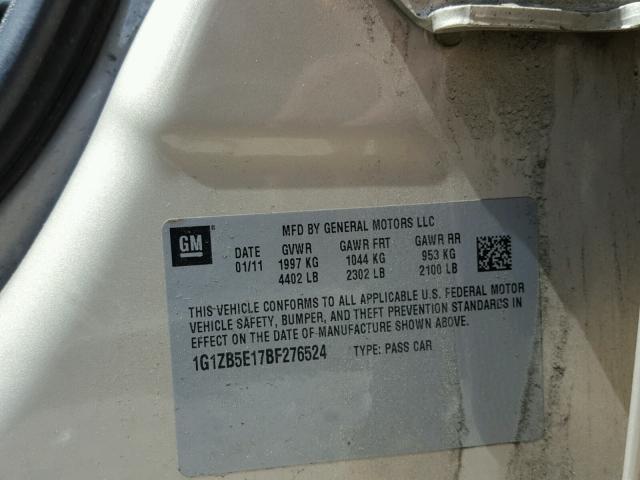 MFD BY GENERAL MOTORS LLC
GM®
DATE GVWR GAWR FRT GAWR RR
01/11 1997 KG 1044 KG 953 KG
4402 LB 2302 LB 2100 LB
THIS VEHICLE CONFORMS TO ALL APPLICABLE U.S. FEDERAL MOTOR
VEHICLE SAFETY, BUMPER, AND THEFT PREVENTION STANDARDS IN
EFFECT ON THE DATE OF MANUFACTURE SHOWN ABOVE.
1G1ZB5E17BF276524 TYPE: PASS CAR